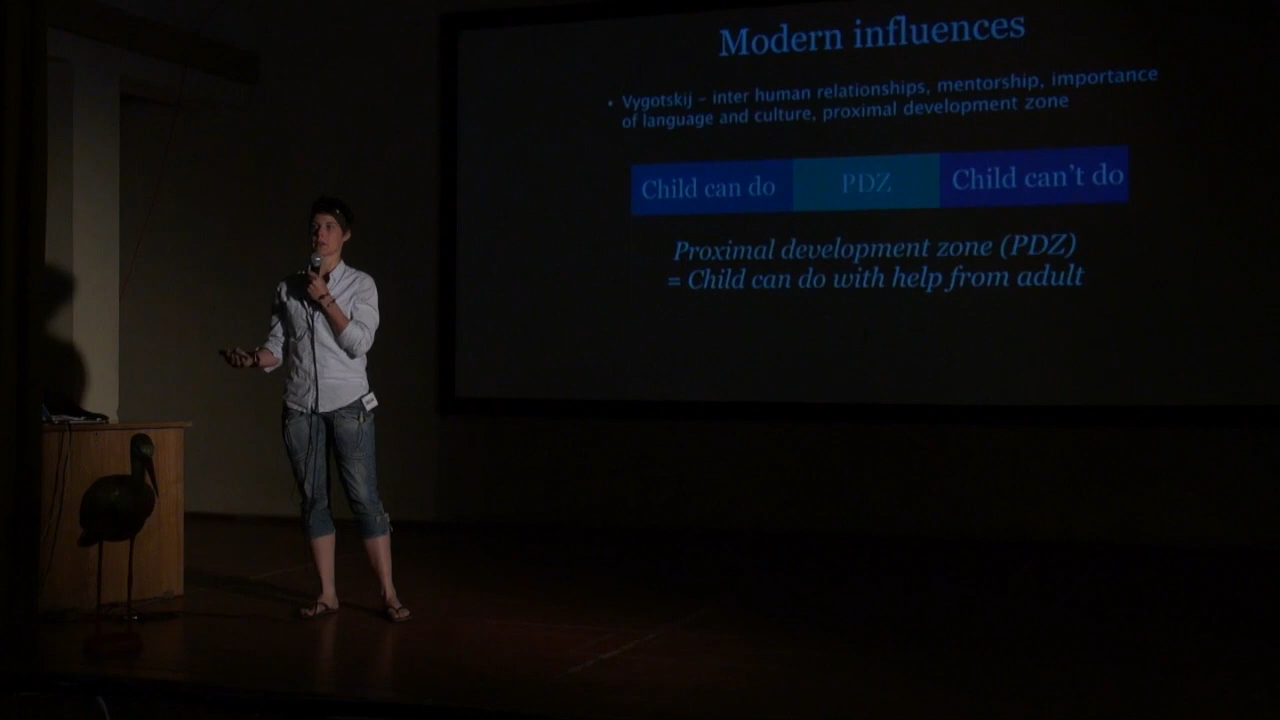 Modern influences
• Vygotskij – inter human relationships, mentorship, importance
of language and culture, proximal development zone
Child can do PDZ Child can't do
Proximal development zone (PDZ)
= Child can do with help from adult